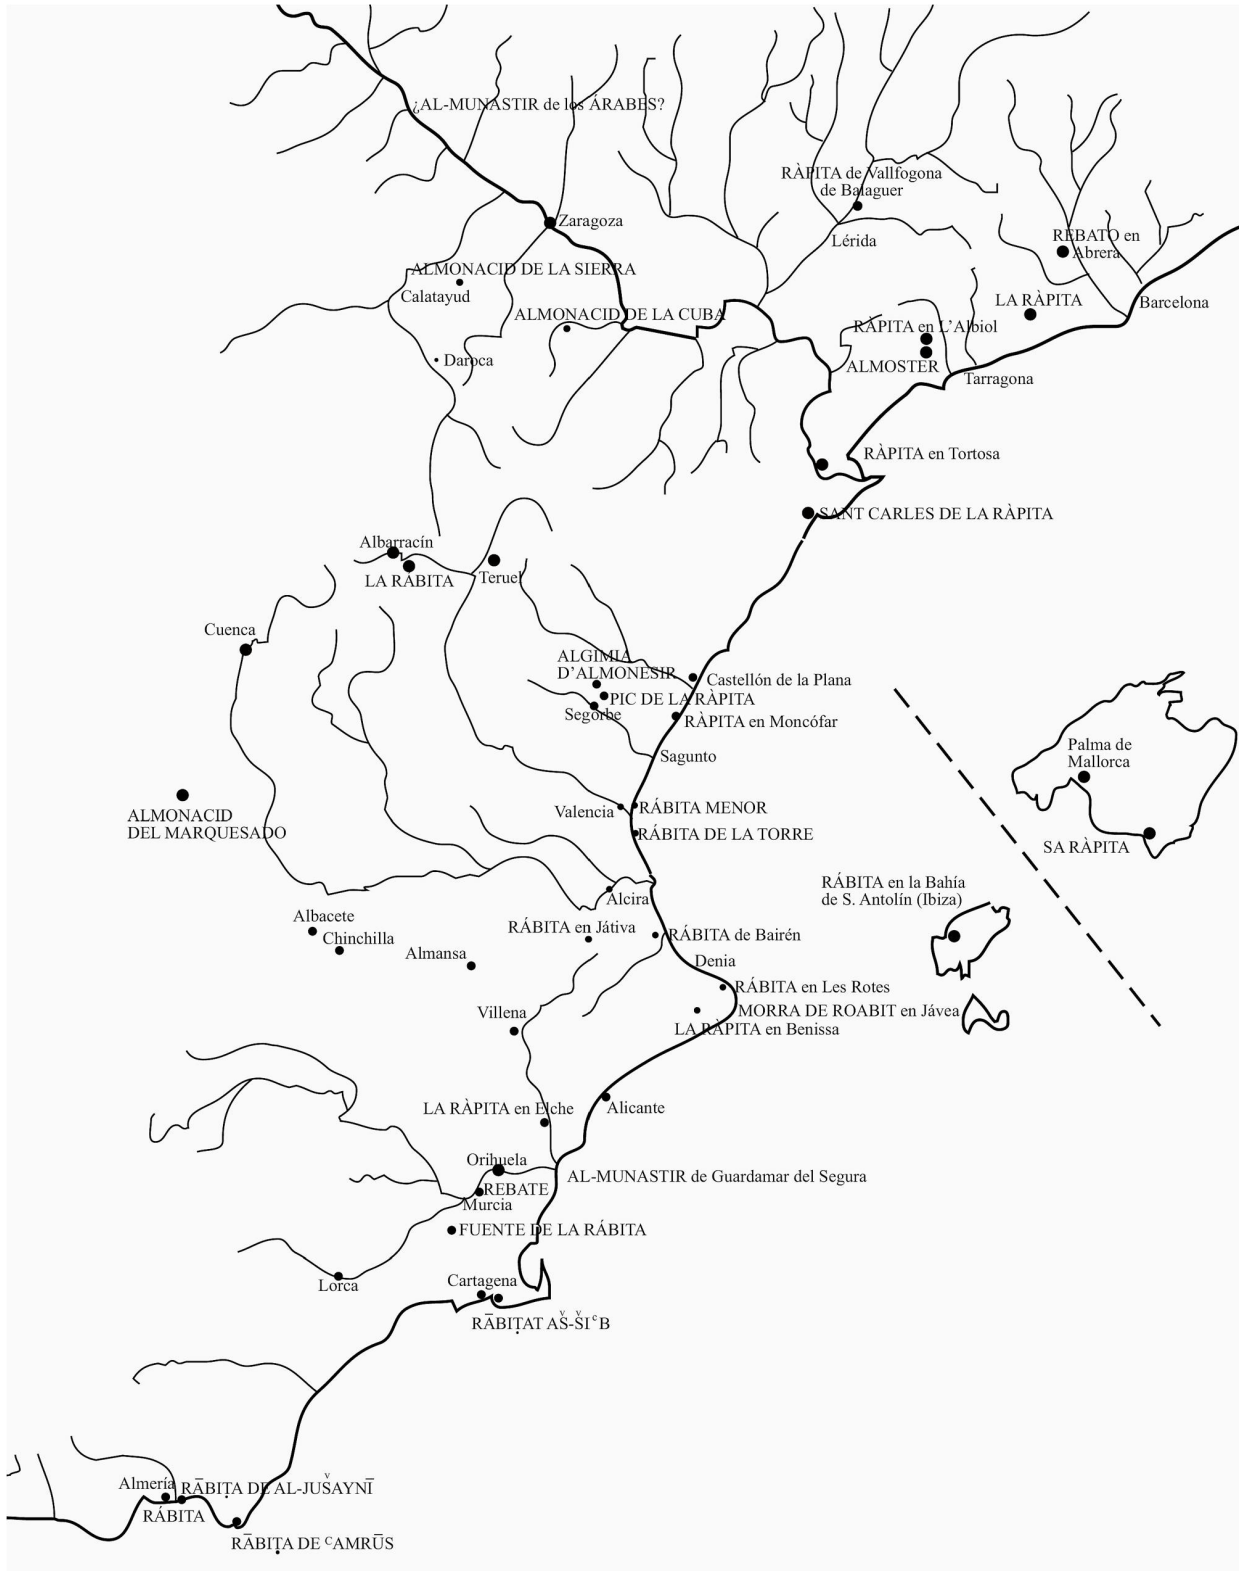 ¿AL-MUNASTIR de los ÁRABES?
RÀPITA de Vallfogona
de Balaguer
Zaragoza
Lérida
REBATO en
Abrera
ALMONACID DE LA SIERRA
Calatayud
LA RÀPITA
Barcelona
ALMONACID DE LA CUBA
RÀPITA en L'Albiol
Daroca
ALMOSTER
Tarragona
RÀPITA en Tortosa
SANT CARLES DE LA RÀPITA
Albarracín
LA RÁBITA
Teruel
Cuenca
ALGIMIA
D'ALMONESIR
Castellón de la Plana
PIC DE LA RÀPITA
Segorbe
RÀPITA en Moncófar
Sagunto
Palma de
Mallorca
Valencia
RÁBITA MENOR
ALMONACID
DEL MARQUESADO
RÁBITA DE LA TORRE
SA RÀPITA
RÁBITA en la Bahía
de S. Antolín (Ibiza)
Alcira
Albacete
RÁBITA en Játiva
RÁBITA de Bairén
Chinchilla
Almansa
Denia
RÁBITA en Les Rotes
Villena
MORRA DE ROABIT en Jávea
LA RÀPITA en Benissa
LA RÀPITA en Elche
Alicante
Orihuela
AL-MUNASTIR de Guardamar del Segura
REBATE
Murcia
FUENTE DE LA RÁBITA
Lorca
Cartagena
RĀBIṬAT AŠ-ŠIᶜB
Almería
RĀBIṬA DE AL-JUŠAYNĪ
RÁBITA
RĀBIṬA DE ᶜAMRŪS